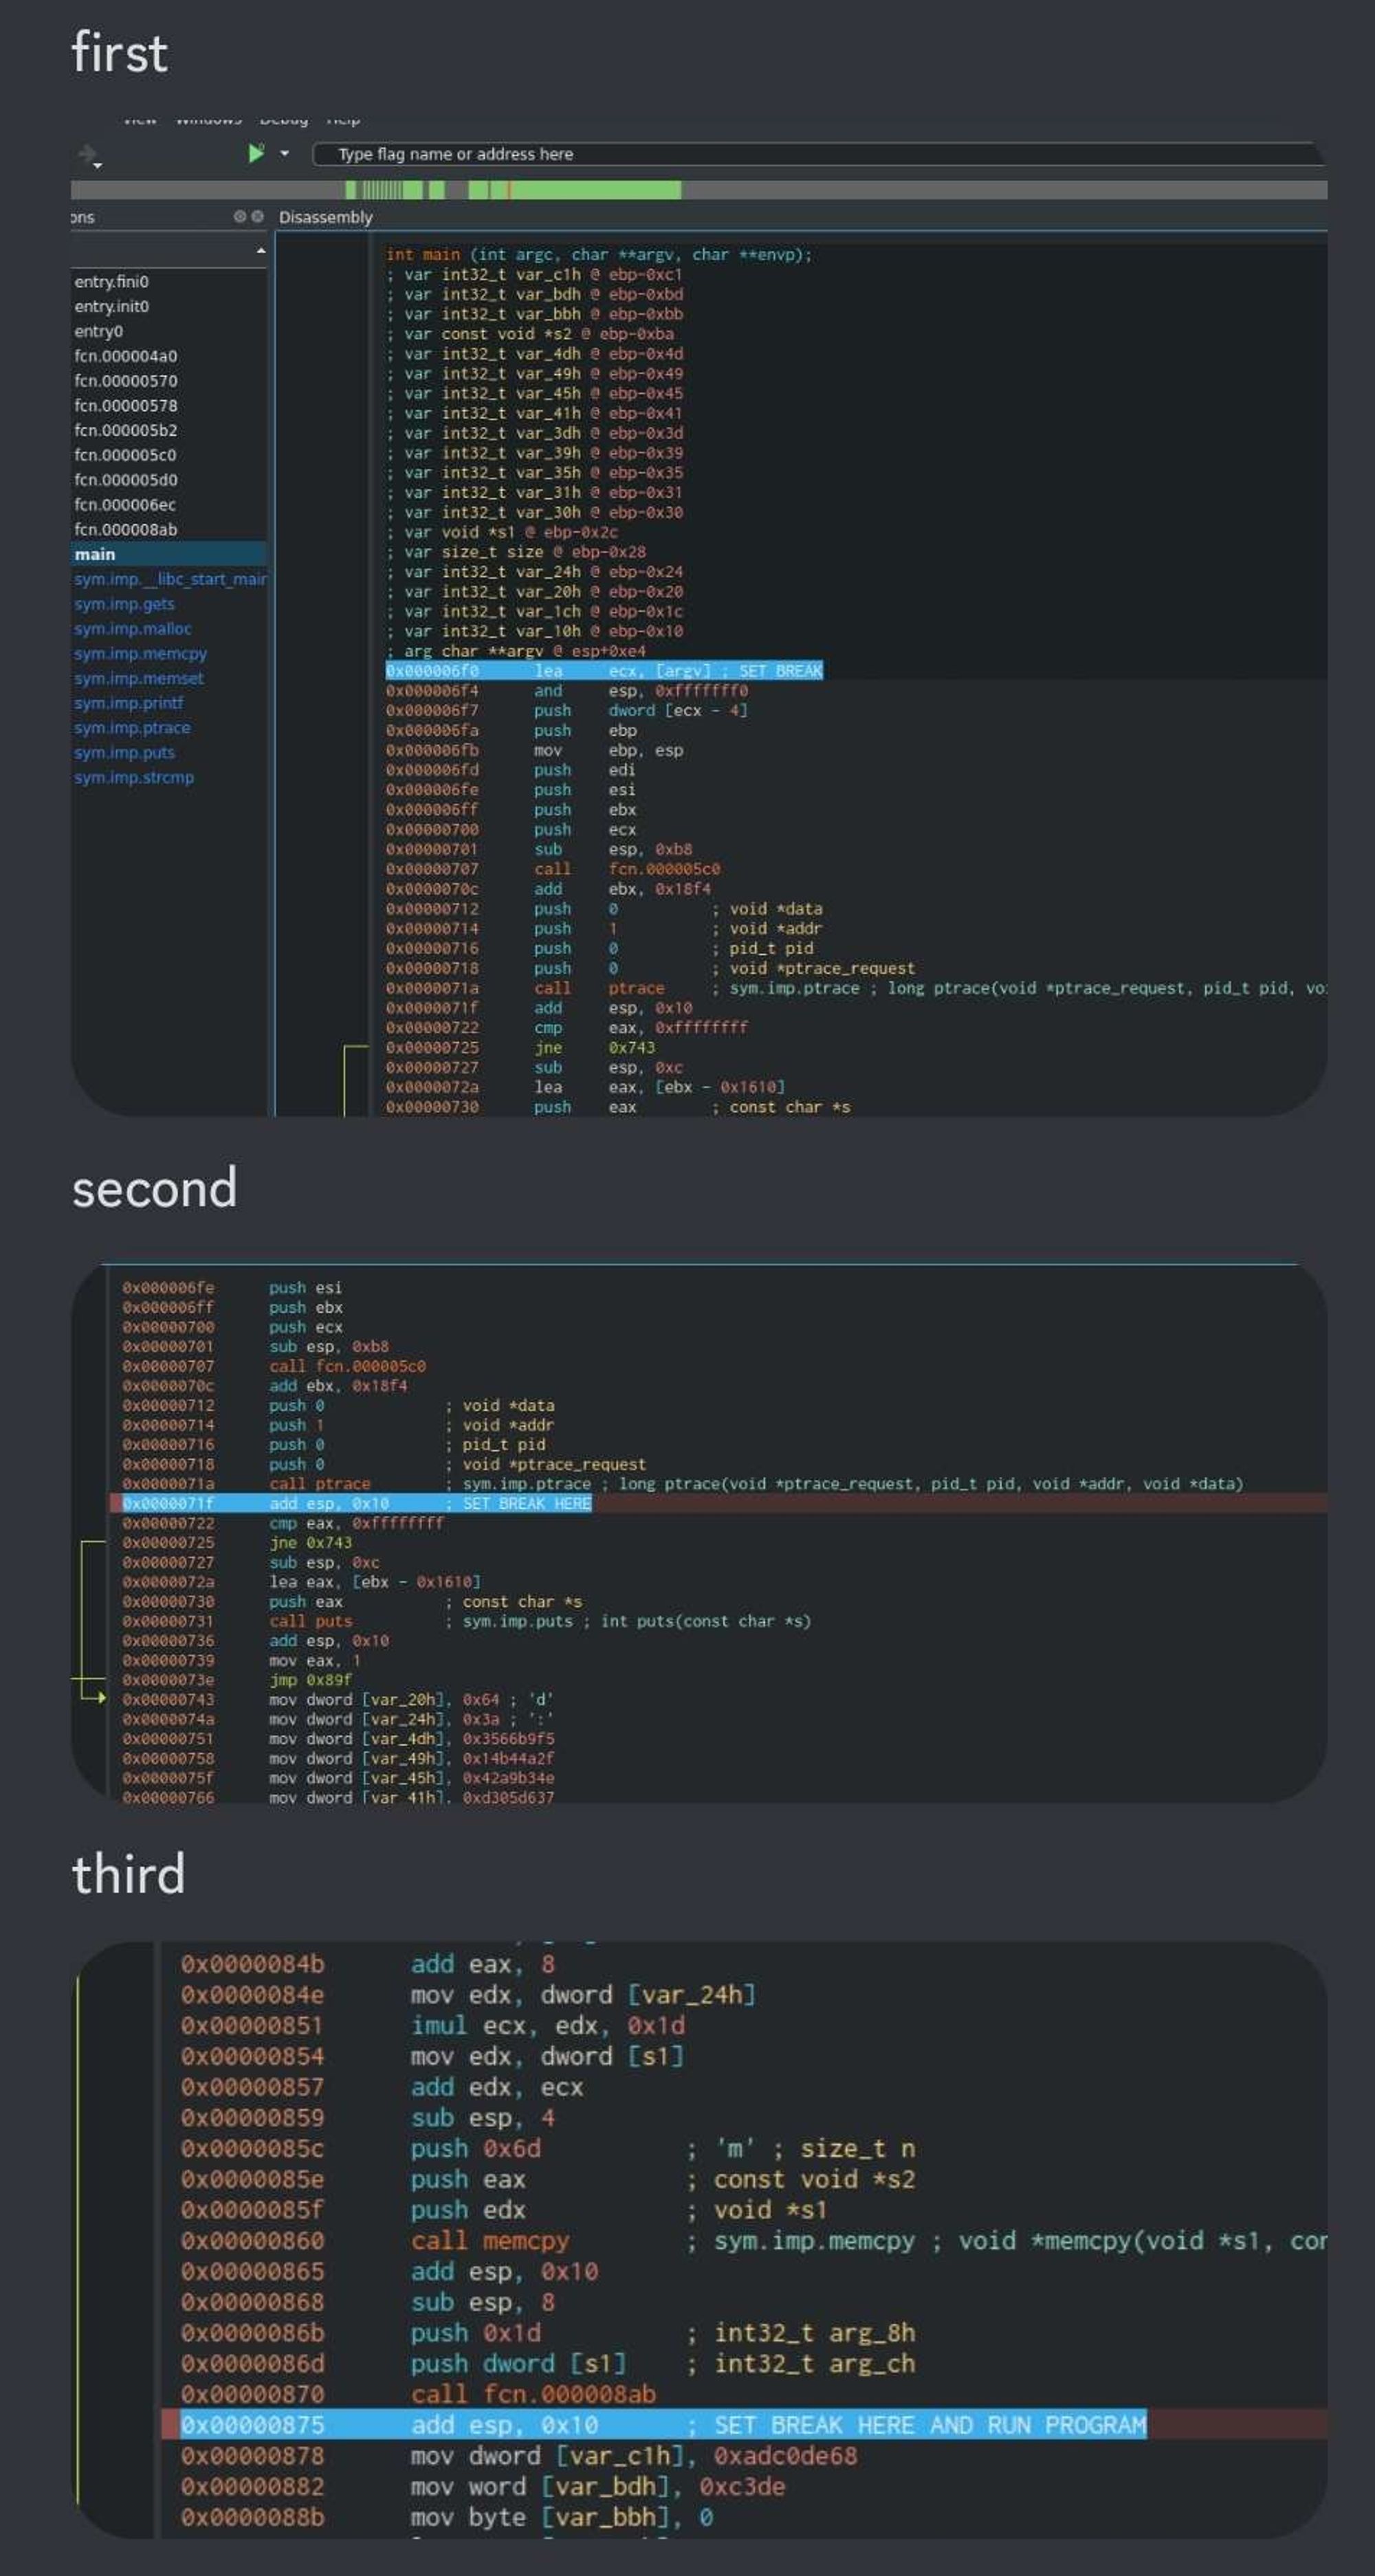 first
View Windows Debug Help
Type flag name or address here
ons Disassembly
entry.fini0
entry.init0
entry0
fcn.000004a0
fcn.00000570
fcn.00000578
fcn.000005b2
fcn.000005c0
fcn.000005d0
fcn.000006ec
fcn.000008ab
main
sym.imp.__libc_start_main
sym.imp.gets
sym.imp.malloc
sym.imp.memcpy
sym.imp.memset
sym.imp.printf
sym.imp.ptrace
sym.imp.puts
sym.imp.strcmp
int main (int argc, char **argv, char **envp);
; var int32_t var_c1h @ ebp-0xc1
; var int32_t var_bdh @ ebp-0xbd
; var int32_t var_bbh @ ebp-0xbb
; var const void *s2 @ ebp-0xba
; var int32_t var_4dh @ ebp-0x4d
; var int32_t var_49h @ ebp-0x49
; var int32_t var_45h @ ebp-0x45
; var int32_t var_41h @ ebp-0x41
; var int32_t var_3dh @ ebp-0x3d
; var int32_t var_39h @ ebp-0x39
; var int32_t var_35h @ ebp-0x35
; var int32_t var_31h @ ebp-0x31
; var int32_t var_30h @ ebp-0x30
; var void *s1 @ ebp-0x2c
; var size_t size @ ebp-0x28
; var int32_t var_24h @ ebp-0x24
; var int32_t var_20h @ ebp-0x20
; var int32_t var_1ch @ ebp-0x1c
; var int32_t var_10h @ ebp-0x10
; arg char **argv @ esp+0xe4
0x000006f0 lea ecx, [argv] ; SET BREAK
0x000006f4 and esp, 0xfffffff0
0x000006f7 push dword [ecx - 4]
0x000006fa push ebp
0x000006fb mov ebp, esp
0x000006fd push edi
0x000006fe push esi
0x000006ff push ebx
0x00000700 push ecx
0x00000701 sub esp, 0xb8
0x00000707 call fcn.000005c0
0x0000070c add ebx, 0x18f4
0x00000712 push 0 ; void *data
0x00000714 push 1 ; void *addr
0x00000716 push 0 ; pid_t pid
0x00000718 push 0 ; void *ptrace_request
0x0000071a call ptrace ; sym.imp.ptrace ; long ptrace(void *ptrace_request, pid_t pid, vo
0x0000071f add esp, 0x10
0x00000722 cmp eax, 0xffffffff
0x00000725 jne 0x743
0x00000727 sub esp, 0xc
0x0000072a lea eax, [ebx - 0x1610]
0x00000730 push eax ; const char *s
second
0x000006fe push esi
0x000006ff push ebx
0x00000700 push ecx
0x00000701 sub esp, 0xb8
0x00000707 call fcn.000005c0
0x0000070c add ebx, 0x18f4
0x00000712 push 0 ; void *data
0x00000714 push 1 ; void *addr
0x00000716 push 0 ; pid_t pid
0x00000718 push 0 ; void *ptrace_request
0x0000071a call ptrace ; sym.imp.ptrace ; long ptrace(void *ptrace_request, pid_t pid, void *addr, void *data)
0x0000071f add esp, 0x10 ; SET BREAK HERE
0x00000722 cmp eax, 0xffffffff
0x00000725 jne 0x743
0x00000727 sub esp, 0xc
0x0000072a lea eax, [ebx - 0x1610]
0x00000730 push eax ; const char *s
0x00000731 call puts ; sym.imp.puts ; int puts(const char *s)
0x00000736 add esp, 0x10
0x00000739 mov eax, 1
0x0000073e jmp 0x89f
0x00000743 mov dword [var_20h], 0x64 ; 'd'
0x0000074a mov dword [var_24h], 0x3a ; ':'
0x00000751 mov dword [var_4dh], 0x3566b9f5
0x00000758 mov dword [var_49h], 0x14b44a2f
0x0000075f mov dword [var_45h], 0x42a9b34e
0x00000766 mov dword [var_41h], 0xd305d637
third
0x0000084b add eax, 8
0x0000084e mov edx, dword [var_24h]
0x00000851 imul ecx, edx, 0x1d
0x00000854 mov edx, dword [s1]
0x00000857 add edx, ecx
0x00000859 sub esp, 4
0x0000085c push 0x6d ; 'm' ; size_t n
0x0000085e push eax ; const void *s2
0x0000085f push edx ; void *s1
0x00000860 call memcpy ; sym.imp.memcpy ; void *memcpy(void *s1, cor
0x00000865 add esp, 0x10
0x00000868 sub esp, 8
0x0000086b push 0x1d ; int32_t arg_8h
0x0000086d push dword [s1] ; int32_t arg_ch
0x00000870 call fcn.000008ab
0x00000875 add esp, 0x10 ; SET BREAK HERE AND RUN PROGRAM
0x00000878 mov dword [var_c1h], 0xadc0de68
0x00000882 mov word [var_bdh], 0xc3de
0x0000088b mov byte [var_bbh], 0